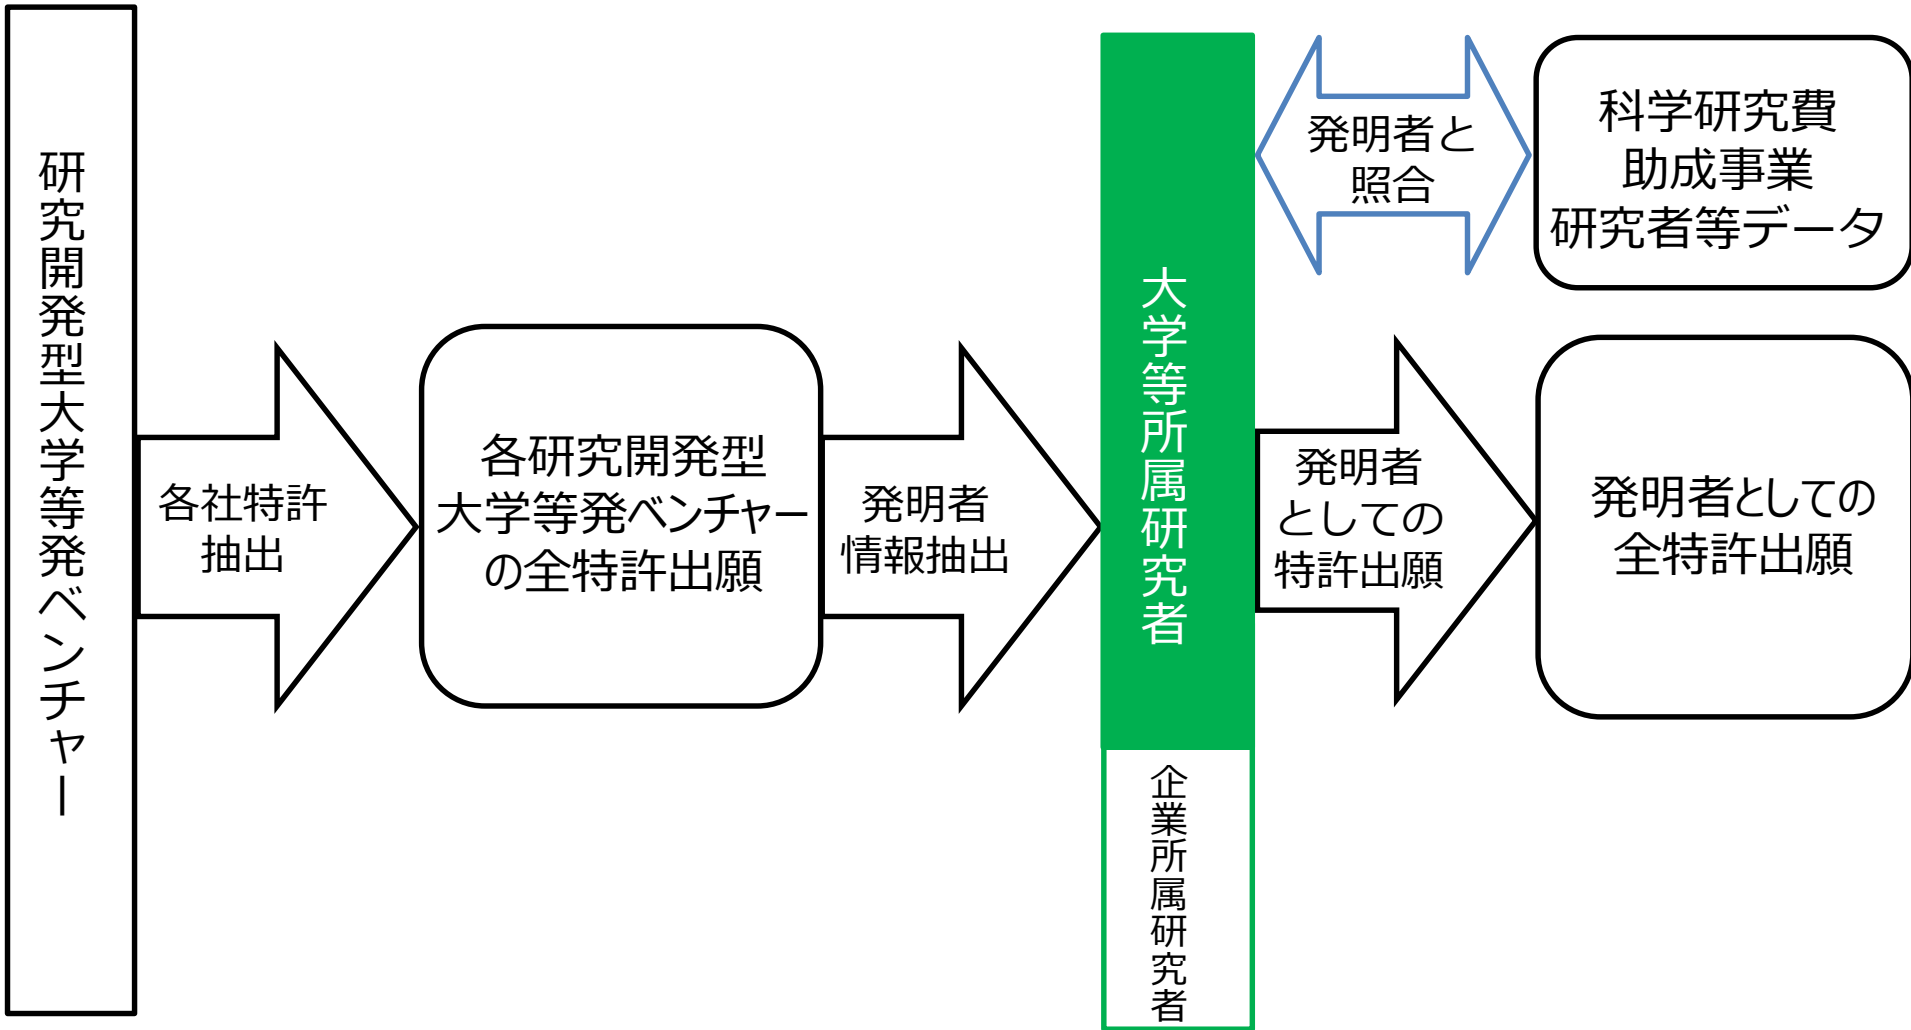 研究開発型大学等発ベンチャー
各社特許
抽出
各研究開発型
大学等発ベンチャー
の全特許出願
発明者
情報抽出
大学等所属研究者
企業所属研究者
発明者と
照合
科学研究費
助成事業
研究者等データ
発明者
としての
特許出願
発明者としての
全特許出願